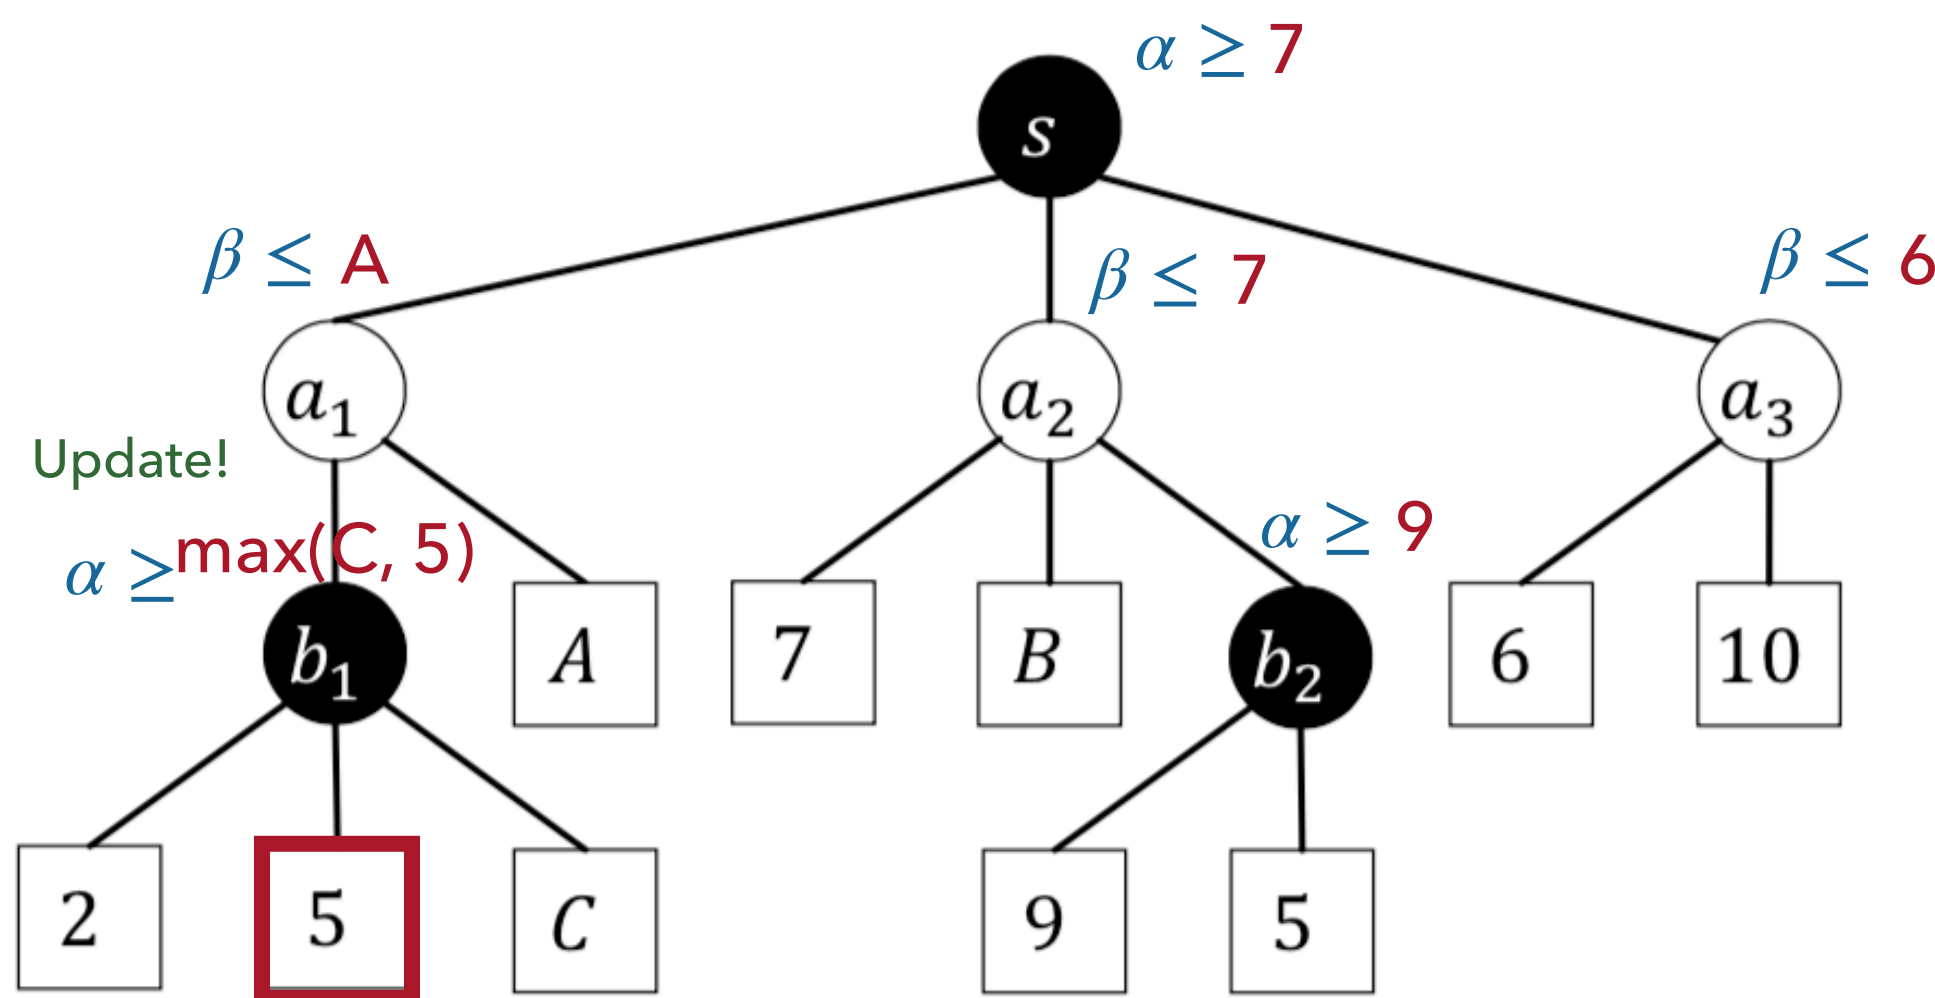 α ≥ 7
s
β ≤ A
β ≤ 7
β ≤ 6
a₁
a₂
a₃
Update!
α ≥ max(C, 5)
α ≥ 9
b₁
A
7
B
b₂
6
10
2
5
C
9
5